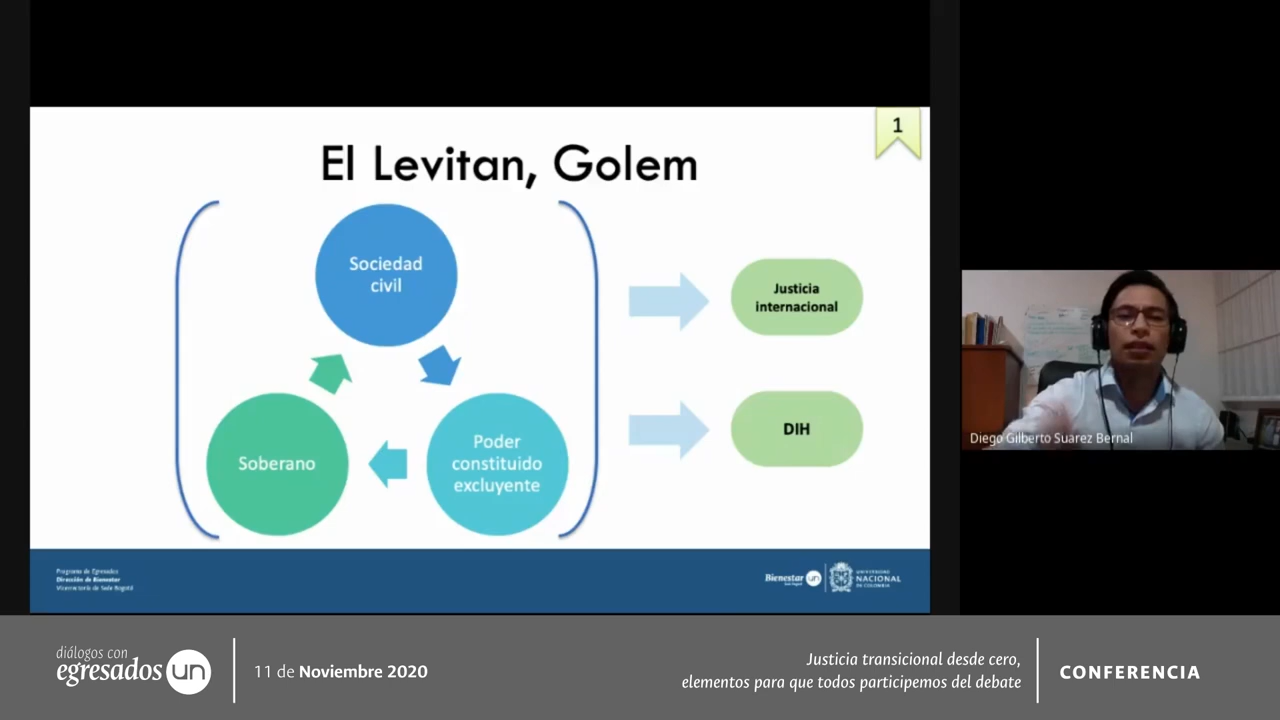 1
El Levitan, Golem
Sociedad
civil
Soberano
Poder
constituido
excluyente
Justicia
internacional
DIH
Programa de Egresados
Dirección de Bienestar
Vicerrectoría de Sede Bogotá
Bienestar un
UNIVERSIDAD
NACIONAL
DE COLOMBIA
Diego Gilberto Suarez Bernal
diálogos con
egresados un
11 de Noviembre 2020
Justicia transicional desde cero,
elementos para que todos participemos del debate
CONFERENCIA